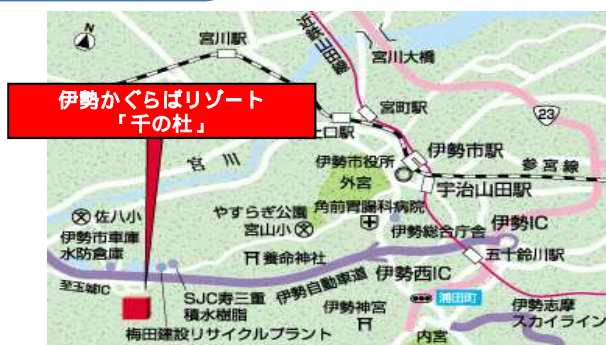 宮川駅
近鉄山田線
宮川大橋
伊勢かぐらばリゾート
「千の杜」
宮町駅
23
口駅
伊勢市駅
伊勢市役所
参宮線
宮川
外宮
宇治山田駅
佐八小
やすらぎ公園
角前胃腸科病院
宮山小
伊勢IC
伊勢市車庫
水防倉庫
伊勢総合庁舎
養命神社
五十鈴川駅
至玉城IC
伊勢自動車道
伊勢西IC
SJC寿三重
積水樹脂
浦田町
伊勢神宮
伊勢志摩
スカイライン
梅田建設リサイクルプラント
内宮